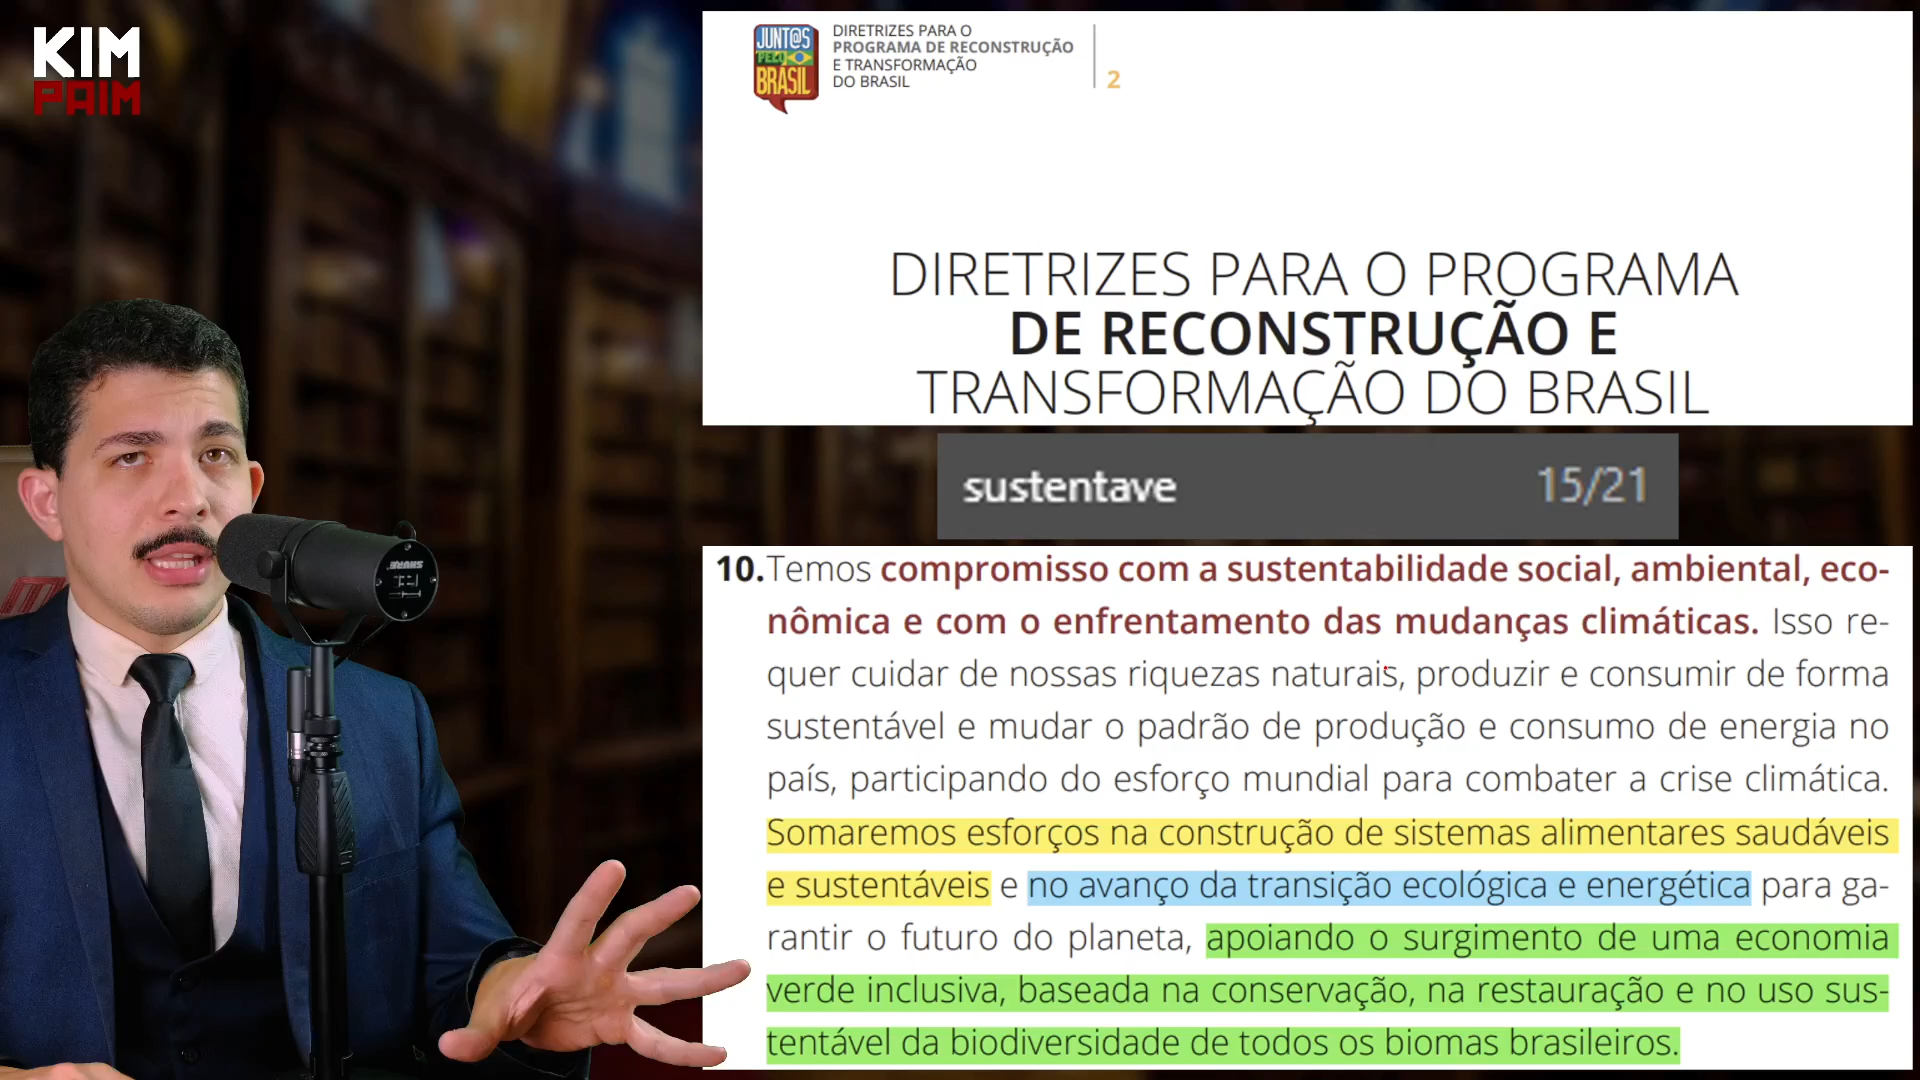 KIM
PAIM
JUNT@S
PELO
BRASIL
DIRETRIZES PARA O
PROGRAMA DE RECONSTRUÇÃO
E TRANSFORMAÇÃO
DO BRASIL
2
DIRETRIZES PARA O PROGRAMA
DE RECONSTRUÇÃO E
TRANSFORMAÇÃO DO BRASIL
sustentave 15/21
10. Temos compromisso com a sustentabilidade social, ambiental, eco-
nômica e com o enfrentamento das mudanças climáticas. Isso re-
quer cuidar de nossas riquezas naturais, produzir e consumir de forma
sustentável e mudar o padrão de produção e consumo de energia no
país, participando do esforço mundial para combater a crise climática.
Somaremos esforços na construção de sistemas alimentares saudáveis
e sustentáveis e no avanço da transição ecológica e energética para ga-
rantir o futuro do planeta, apoiando o surgimento de uma economia
verde inclusiva, baseada na conservação, na restauração e no uso sus-
tentável da biodiversidade de todos os biomas brasileiros.
SHURE